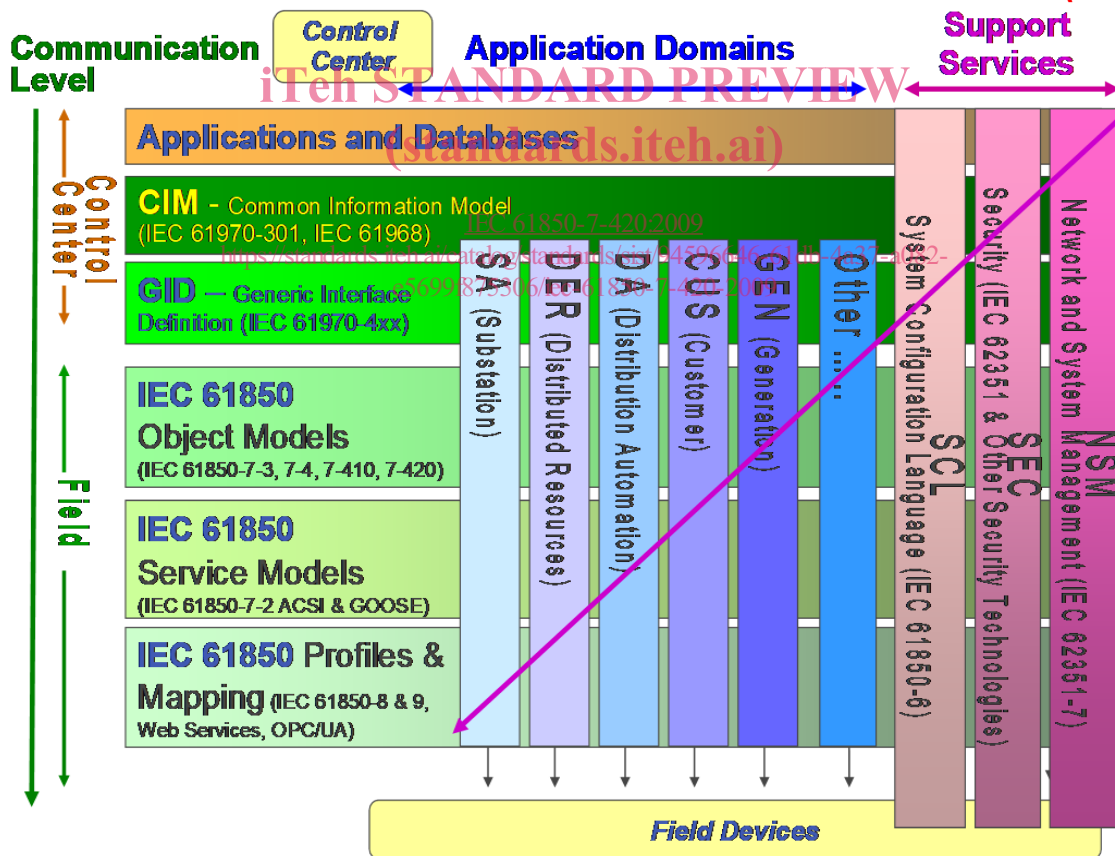 Control
Center
Communication
Level
Application Domains
Support
Services
iTeh STANDARD PREVIEW
(standards.iteh.ai)
Applications and Databases
Control
Center
CIM - Common Information Model
(IEC 61970-301, IEC 61968)
IEC 61850-7-420:2009
GID – Generic Interface
Definition (IEC 61970-4xx)
Field
IEC 61850
Object Models
(IEC 61850-7-3, 7-4, 7-410, 7-420)
IEC 61850
Service Models
(IEC 61850-7-2 ACSI & GOOSE)
IEC 61850 Profiles &
Mapping (IEC 61850-8 & 9,
Web Services, OPC/UA)
SA (Substation)
DER (Distributed Resources)
DA (Distribution Automation)
CUS (Customer)
GEN (Generation)
Other .....
SCL
System Configuration Language (IEC 61850-6)
SEC
Security (IEC 62351 & Other Security Technologies)
NSM
Network and System Management (IEC 62351-7)
Field Devices